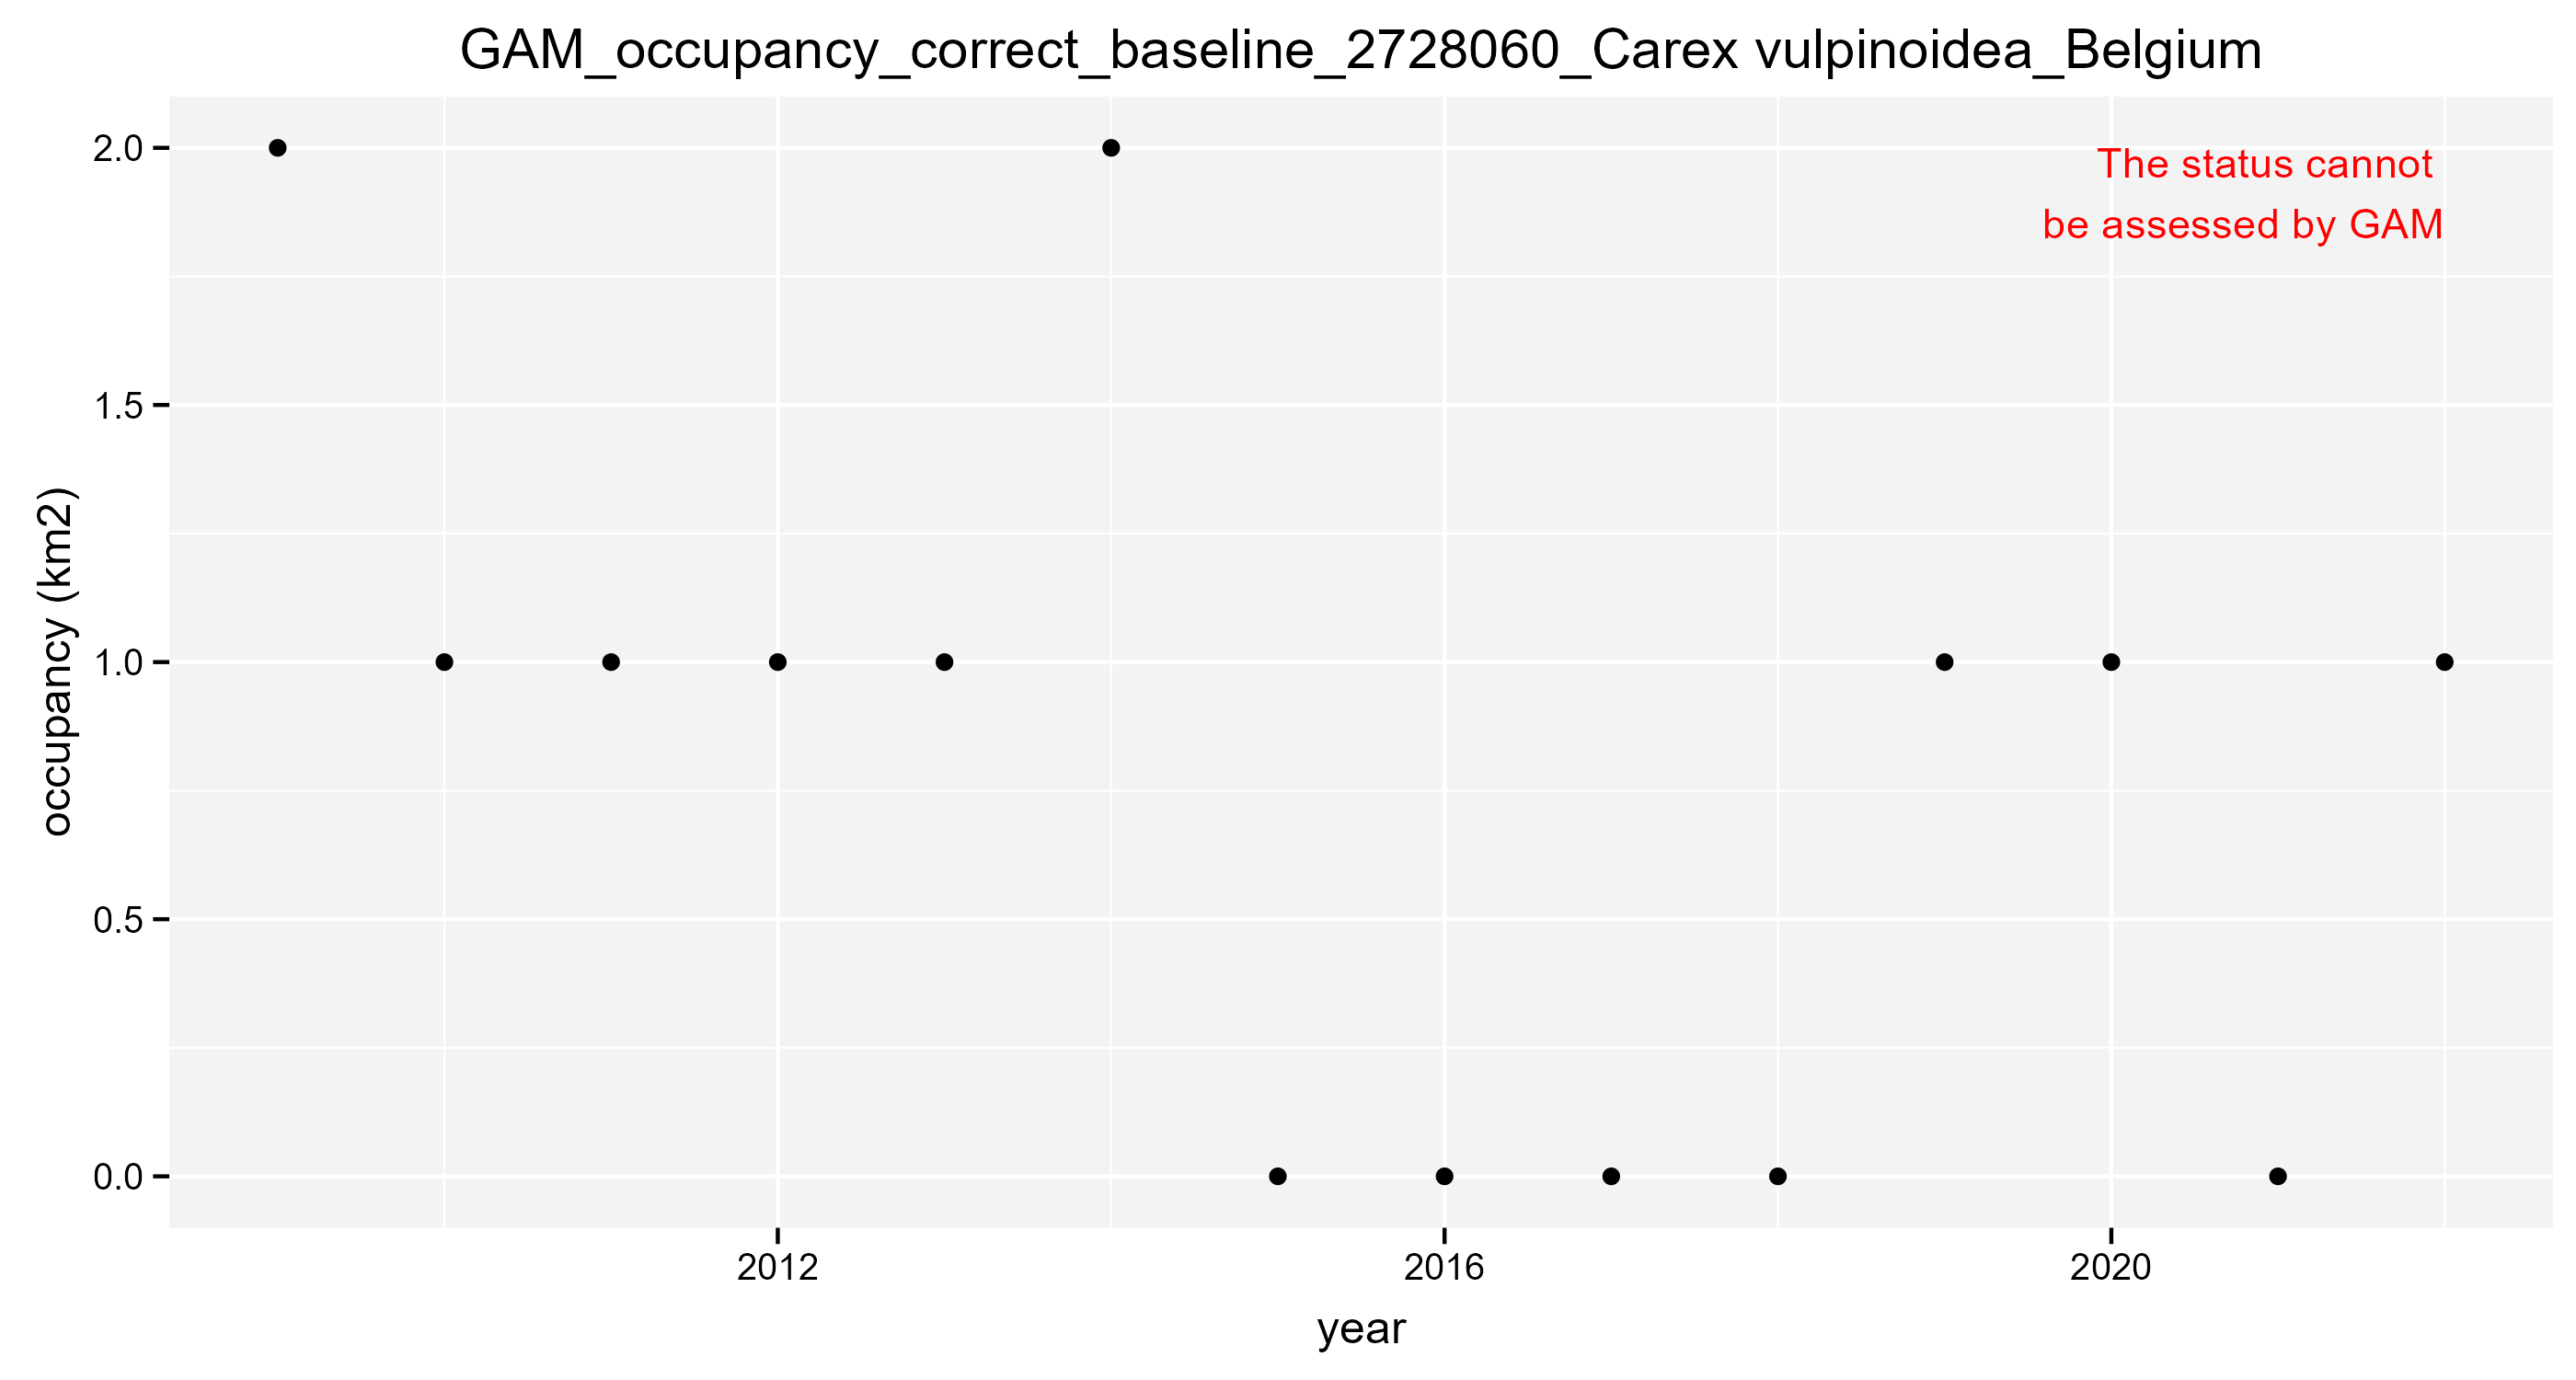 GAM_occupancy_correct_baseline_2728060_Carex vulpinoidea_Belgium
The status cannot
be assessed by GAM
occupancy (km2)
2.0
1.5
1.0
0.5
0.0
2012
2016
2020
year